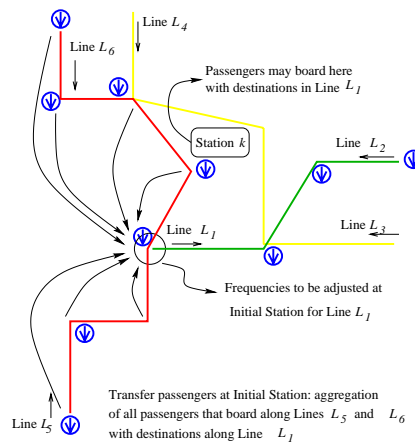 Line L4
Line L6
Passengers may board here
with destinations in Line L1
Station k
Line L2
Line L1
Line L3
Frequencies to be adjusted at
Initial Station for Line L1
Transfer passengers at Initial Station: aggregation
of all passengers that board along Lines L5 and L6
with destinations along Line L1
Line L5